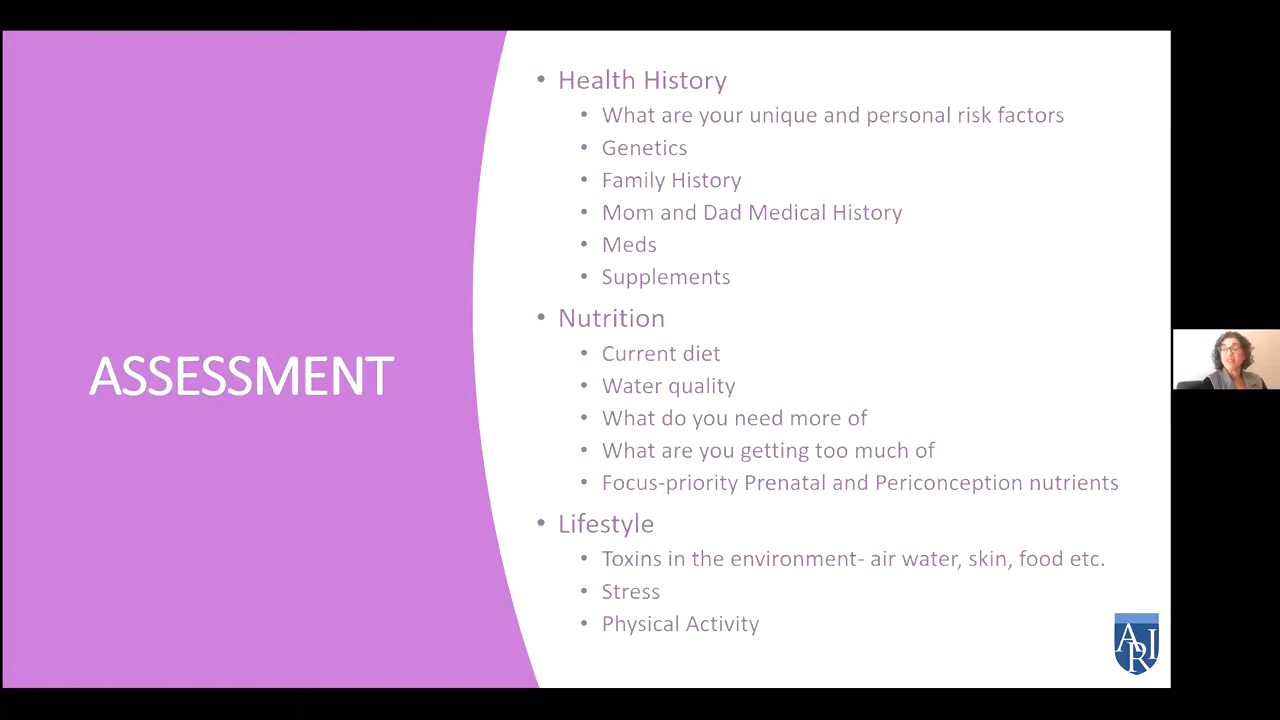 ASSESSMENT
• Health History
• What are your unique and personal risk factors
• Genetics
• Family History
• Mom and Dad Medical History
• Meds
• Supplements
• Nutrition
• Current diet
• Water quality
• What do you need more of
• What are you getting too much of
• Focus-priority Prenatal and Periconception nutrients
• Lifestyle
• Toxins in the environment- air water, skin, food etc.
• Stress
• Physical Activity
ARI